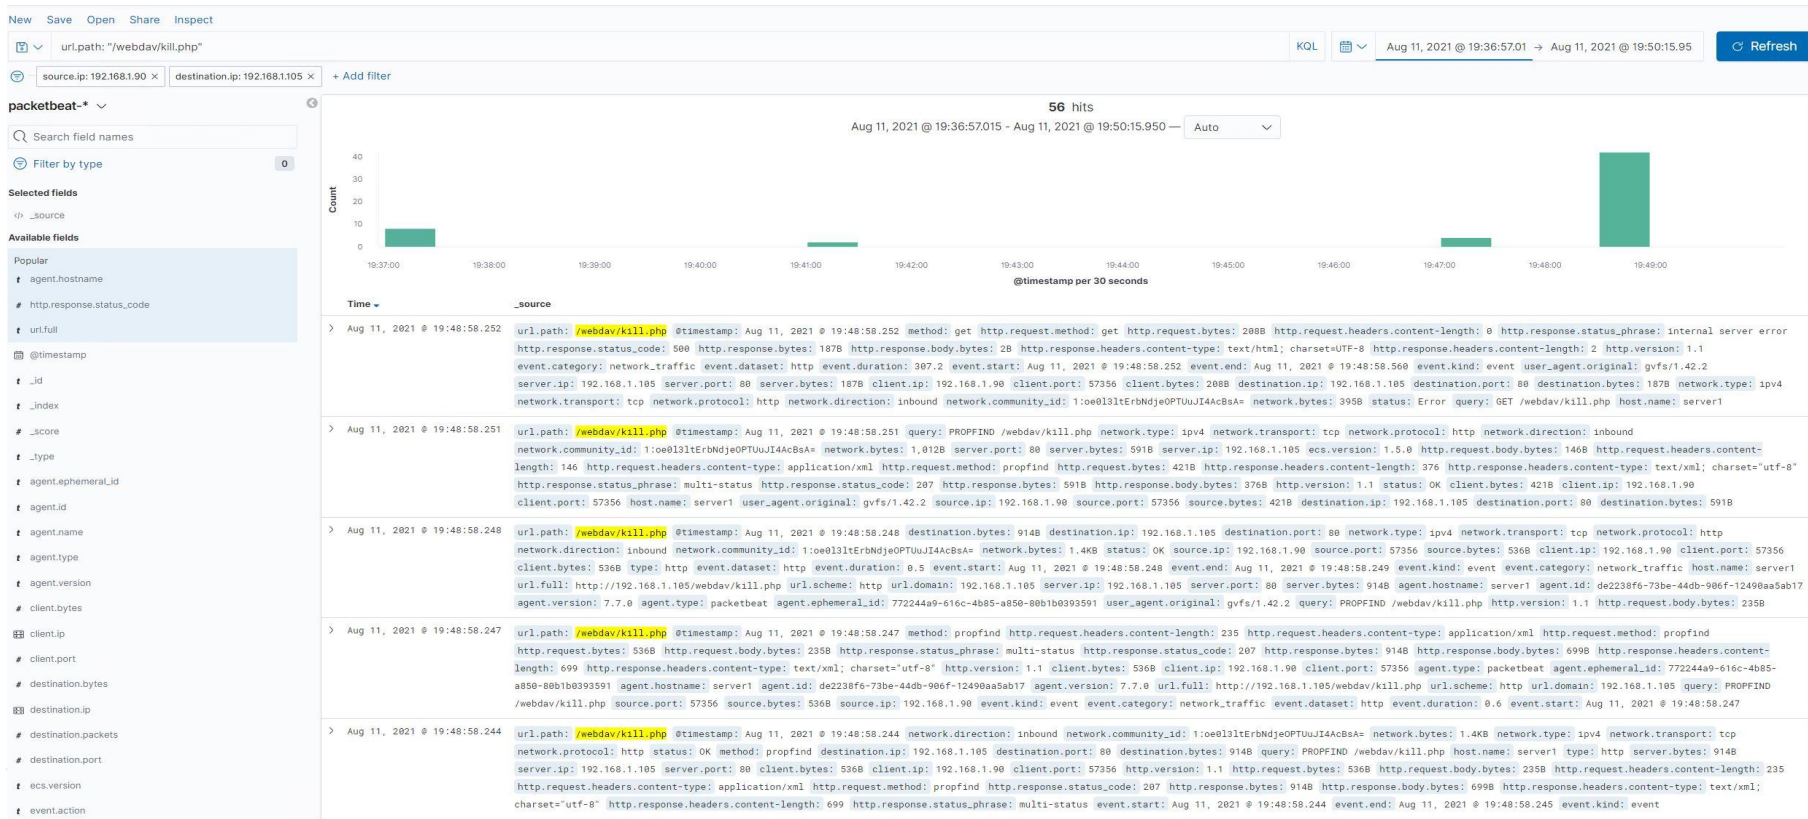 New Save Open Share Inspect
url.path: "/webdav/kill.php"
KQL
Aug 11, 2021 @ 19:36:57.01 → Aug 11, 2021 @ 19:50:15.95
Refresh
source.ip: 192.168.1.90 × destination.ip: 192.168.1.105 × + Add filter
packetbeat-*
Search field names
Filter by type 0
Selected fields
</> _source
Available fields
Popular
t agent.hostname
# http.response.status_code
t url.full
@timestamp
t _id
t _index
# _score
t _type
t agent.ephemeral_id
t agent.id
t agent.name
t agent.type
t agent.version
# client.bytes
client.ip
# client.port
# destination.bytes
destination.ip
# destination.packets
# destination.port
t ecs.version
t event.action
56 hits
Aug 11, 2021 @ 19:36:57.015 - Aug 11, 2021 @ 19:50:15.950 — Auto
Count
40
30
20
10
0
19:37:00 19:38:00 19:39:00 19:40:00 19:41:00 19:42:00 19:43:00 19:44:00 19:45:00 19:46:00 19:47:00 19:48:00 19:49:00
@timestamp per 30 seconds
Time _source
Aug 11, 2021 @ 19:48:58.252
url.path: /webdav/kill.php @timestamp: Aug 11, 2021 @ 19:48:58.252 method: get http.request.method: get http.request.bytes: 208B http.request.headers.content-length: 0 http.response.status_phrase: internal server error
http.response.status_code: 500 http.response.bytes: 187B http.response.body.bytes: 2B http.response.headers.content-type: text/html; charset=UTF-8 http.response.headers.content-length: 2 http.version: 1.1
event.category: network_traffic event.dataset: http event.duration: 307.2 event.start: Aug 11, 2021 @ 19:48:58.252 event.end: Aug 11, 2021 @ 19:48:58.560 event.kind: event user_agent.original: gvfs/1.42.2
server.ip: 192.168.1.105 server.port: 80 server.bytes: 187B client.ip: 192.168.1.90 client.port: 57356 client.bytes: 208B destination.ip: 192.168.1.105 destination.port: 80 destination.bytes: 187B network.type: ipv4
network.transport: tcp network.protocol: http network.direction: inbound network.community_id: 1:oe0l3ltErbNdjeOPTUuJI4AcBsA= network.bytes: 395B status: Error query: GET /webdav/kill.php host.name: server1
Aug 11, 2021 @ 19:48:58.251
url.path: /webdav/kill.php @timestamp: Aug 11, 2021 @ 19:48:58.251 query: PROPFIND /webdav/kill.php network.type: ipv4 network.transport: tcp network.protocol: http network.direction: inbound
network.community_id: 1:oe0l3ltErbNdjeOPTUuJI4AcBsA= network.bytes: 1,012B server.port: 80 server.bytes: 591B server.ip: 192.168.1.105 ecs.version: 1.5.0 http.request.body.bytes: 146B http.request.headers.content-
length: 146 http.request.headers.content-type: application/xml http.request.method: propfind http.request.bytes: 421B http.response.headers.content-length: 376 http.response.headers.content-type: text/xml; charset="utf-8"
http.response.status_phrase: multi-status http.response.status_code: 207 http.response.bytes: 591B http.response.body.bytes: 376B http.version: 1.1 status: OK client.bytes: 421B client.ip: 192.168.1.90
client.port: 57356 host.name: server1 user_agent.original: gvfs/1.42.2 source.ip: 192.168.1.90 source.port: 57356 source.bytes: 421B destination.ip: 192.168.1.105 destination.port: 80 destination.bytes: 591B
Aug 11, 2021 @ 19:48:58.248
url.path: /webdav/kill.php @timestamp: Aug 11, 2021 @ 19:48:58.248 destination.bytes: 914B destination.ip: 192.168.1.105 destination.port: 80 network.type: ipv4 network.transport: tcp network.protocol: http
network.direction: inbound network.community_id: 1:oe0l3ltErbNdjeOPTUuJI4AcBsA= network.bytes: 1.4KB status: OK source.ip: 192.168.1.90 source.port: 57356 source.bytes: 536B client.ip: 192.168.1.90 client.port: 57356
client.bytes: 536B type: http event.dataset: http event.duration: 0.5 event.start: Aug 11, 2021 @ 19:48:58.248 event.end: Aug 11, 2021 @ 19:48:58.249 event.kind: event event.category: network_traffic host.name: server1
url.full: http://192.168.1.105/webdav/kill.php url.scheme: http url.domain: 192.168.1.105 server.ip: 192.168.1.105 server.port: 80 server.bytes: 914B agent.hostname: server1 agent.id: de2238f6-73be-44db-906f-12490aa5ab17
agent.version: 7.7.0 agent.type: packetbeat agent.ephemeral_id: 772244a9-616c-4b85-a850-80b1b0393591 user_agent.original: gvfs/1.42.2 query: PROPFIND /webdav/kill.php http.version: 1.1 http.request.body.bytes: 235B
Aug 11, 2021 @ 19:48:58.247
url.path: /webdav/kill.php @timestamp: Aug 11, 2021 @ 19:48:58.247 method: propfind http.request.headers.content-length: 235 http.request.headers.content-type: application/xml http.request.method: propfind
http.request.bytes: 536B http.request.body.bytes: 235B http.response.status_phrase: multi-status http.response.status_code: 207 http.response.bytes: 914B http.response.body.bytes: 699B http.response.headers.content-
length: 699 http.response.headers.content-type: text/xml; charset="utf-8" http.version: 1.1 client.bytes: 536B client.ip: 192.168.1.90 client.port: 57356 agent.type: packetbeat agent.ephemeral_id: 772244a9-616c-4b85-
a850-80b1b0393591 agent.hostname: server1 agent.id: de2238f6-73be-44db-906f-12490aa5ab17 agent.version: 7.7.0 url.full: http://192.168.1.105/webdav/kill.php url.scheme: http url.domain: 192.168.1.105 query: PROPFIND
/webdav/kill.php source.port: 57356 source.bytes: 536B source.ip: 192.168.1.90 event.kind: event event.category: network_traffic event.dataset: http event.duration: 0.6 event.start: Aug 11, 2021 @ 19:48:58.247
Aug 11, 2021 @ 19:48:58.244
url.path: /webdav/kill.php @timestamp: Aug 11, 2021 @ 19:48:58.244 network.direction: inbound network.community_id: 1:oe0l3ltErbNdjeOPTUuJI4AcBsA= network.bytes: 1.4KB network.type: ipv4 network.transport: tcp
network.protocol: http status: OK method: propfind destination.ip: 192.168.1.105 destination.port: 80 destination.bytes: 914B query: PROPFIND /webdav/kill.php host.name: server1 type: http server.bytes: 914B
server.ip: 192.168.1.105 server.port: 80 client.bytes: 536B client.ip: 192.168.1.90 client.port: 57356 http.version: 1.1 http.request.bytes: 536B http.request.body.bytes: 235B http.request.headers.content-length: 235
http.request.headers.content-type: application/xml http.request.method: propfind http.response.status_code: 207 http.response.bytes: 914B http.response.body.bytes: 699B http.response.headers.content-type: text/xml;
charset="utf-8" http.response.headers.content-length: 699 http.response.status_phrase: multi-status event.start: Aug 11, 2021 @ 19:48:58.244 event.end: Aug 11, 2021 @ 19:48:58.245 event.kind: event